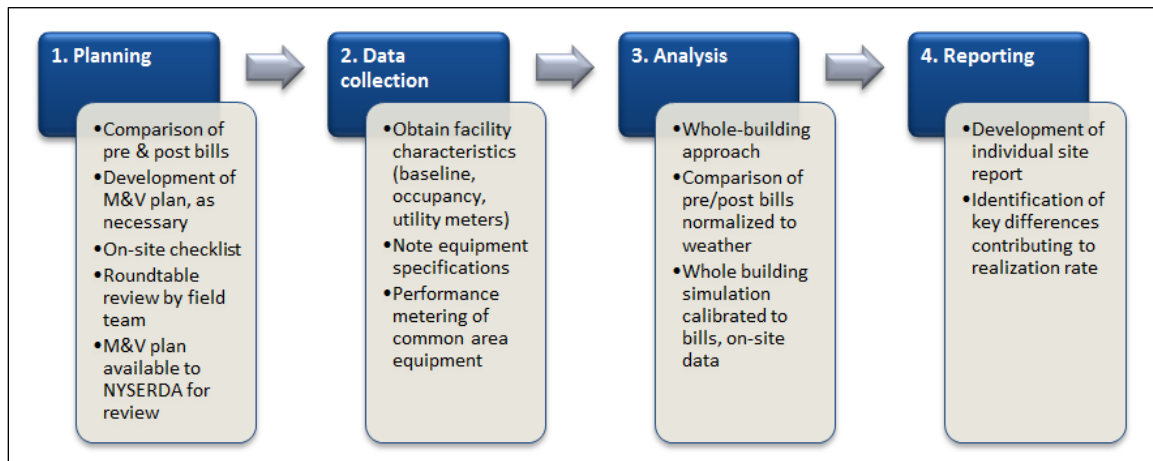 1. Planning
•Comparison of
pre & post bills
•Development of
M&V plan, as
necessary
•On-site checklist
•Roundtable
review by field
team
•M&V plan
available to
NYSERDA for
review
2. Data
collection
•Obtain facility
characteristics
(baseline,
occupancy,
utility meters)
•Note equipment
specifications
•Performance
metering of
common area
equipment
3. Analysis
•Whole-building
approach
•Comparison of
pre/post bills
normalized to
weather
•Whole building
simulation
calibrated to
bills, on-site
data
4. Reporting
•Development of
individual site
report
•Identification of
key differences
contributing to
realization rate